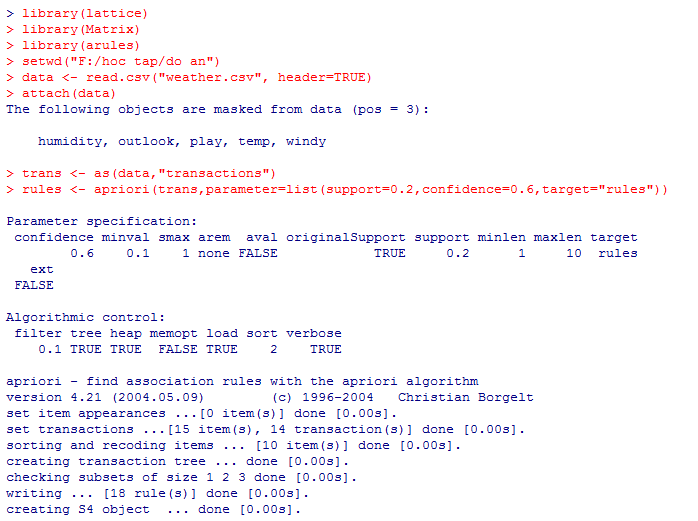 > library(lattice)
> library(Matrix)
> library(arules)
> setwd("F:/hoc tap/do an")
> data <- read.csv("weather.csv", header=TRUE)
> attach(data)
The following objects are masked from data (pos = 3):
    humidity, outlook, play, temp, windy
> trans <- as(data,"transactions")
> rules <- apriori(trans,parameter=list(support=0.2,confidence=0.6,target="rules"))
Parameter specification:
 confidence minval smax arem  aval originalSupport support minlen maxlen target
        0.6    0.1    1 none FALSE            TRUE     0.2      1     10  rules
   ext
 FALSE
Algorithmic control:
 filter tree heap memopt load sort verbose
    0.1 TRUE TRUE  FALSE TRUE    2    TRUE
apriori - find association rules with the apriori algorithm
version 4.21 (2004.05.09)        (c) 1996-2004   Christian Borgelt
set item appearances ...[0 item(s)] done [0.00s].
set transactions ...[15 item(s), 14 transaction(s)] done [0.00s].
sorting and recoding items ... [10 item(s)] done [0.00s].
creating transaction tree ... done [0.00s].
checking subsets of size 1 2 3 done [0.00s].
writing ... [18 rule(s)] done [0.00s].
creating S4 object  ... done [0.00s].